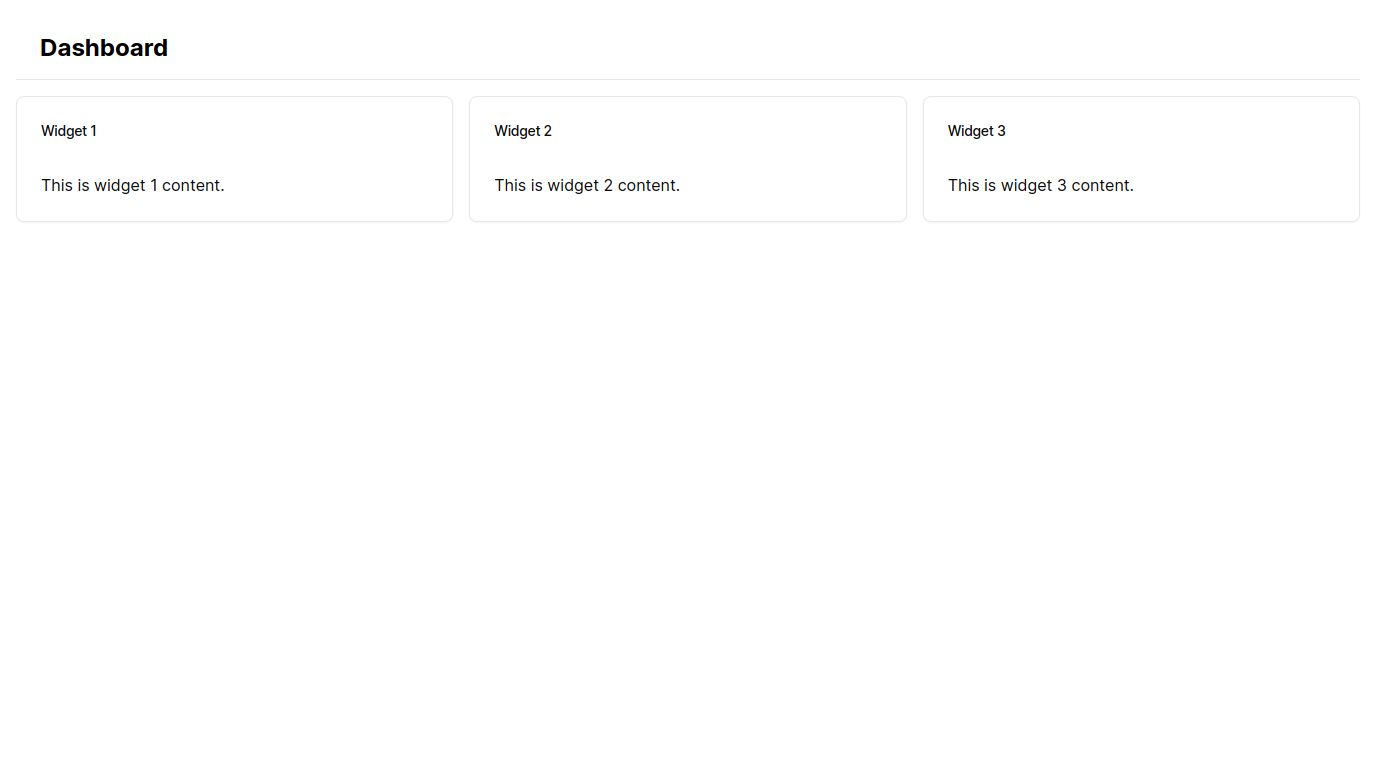 Dashboard
Widget 1
This is widget 1 content.
Widget 2
This is widget 2 content.
Widget 3
This is widget 3 content.